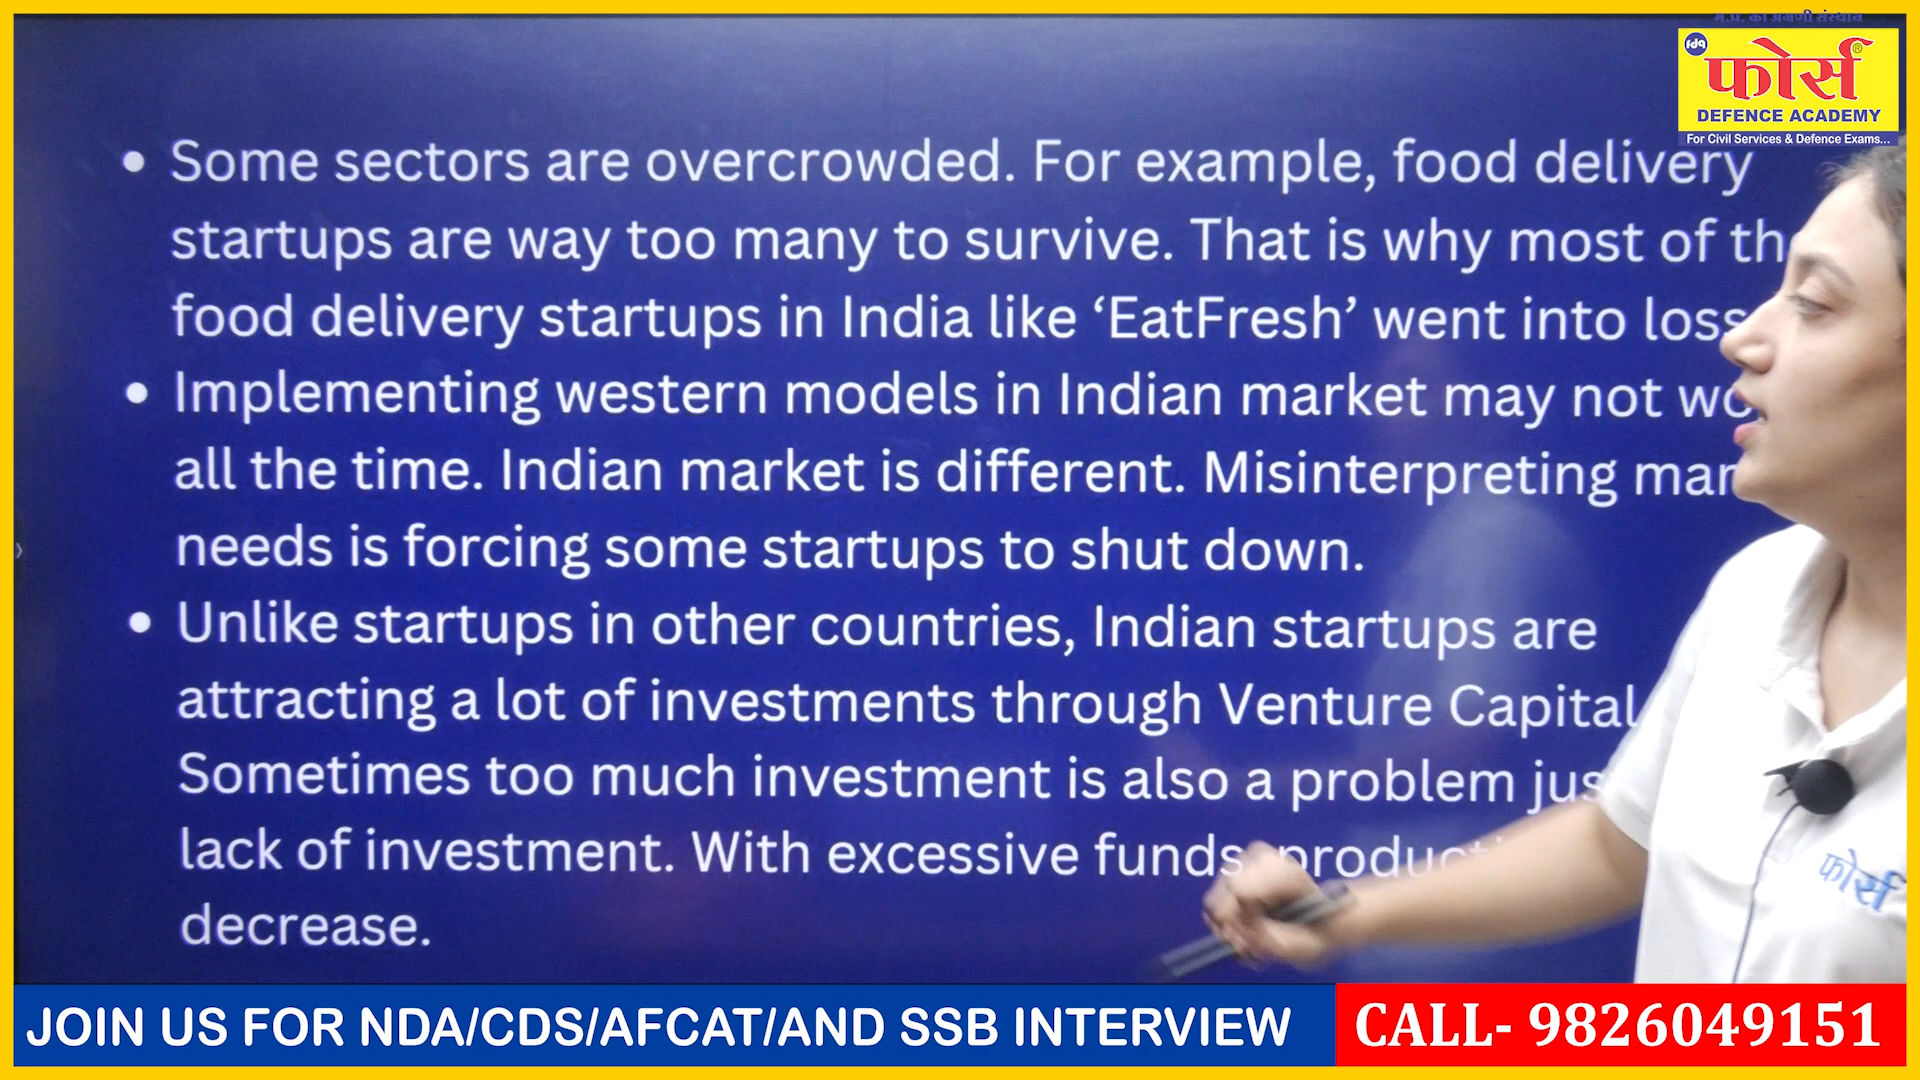 म.प्र. का अग्रणी संस्थान
fda
फोर्स®
DEFENCE ACADEMY
For Civil Services & Defence Exams...
• Some sectors are overcrowded. For example, food delivery
startups are way too many to survive. That is why most of
food delivery startups in India like ‘EatFresh’ went into
• Implementing western models in Indian market may not
all the time. Indian market is different. Misinterpreting
needs is forcing some startups to shut down.
• Unlike startups in other countries, Indian startups are
attracting a lot of investments through Venture Capital
Sometimes too much investment is also a problem
lack of investment. With excessive funds,
decrease.
फोर्स
JOIN US FOR NDA/CDS/AFCAT/AND SSB INTERVIEW
CALL- 9826049151